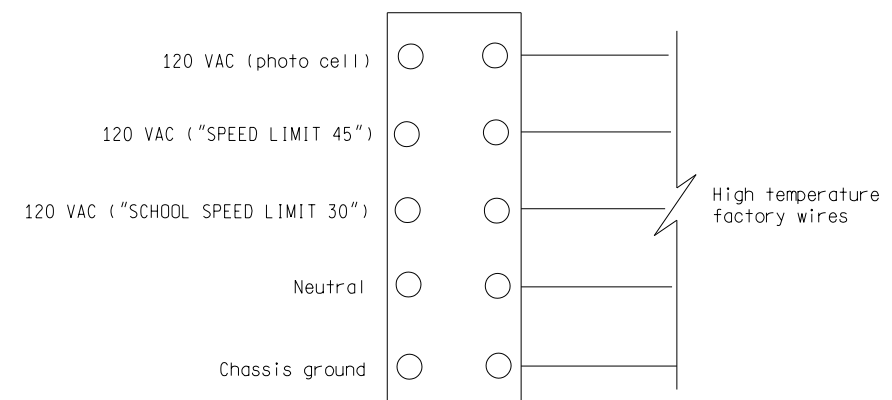 120 VAC (photo cell)
120 VAC ("SPEED LIMIT 45")
120 VAC ("SCHOOL SPEED LIMIT 30")
High temperature
factory wires
Neutral
Chassis ground